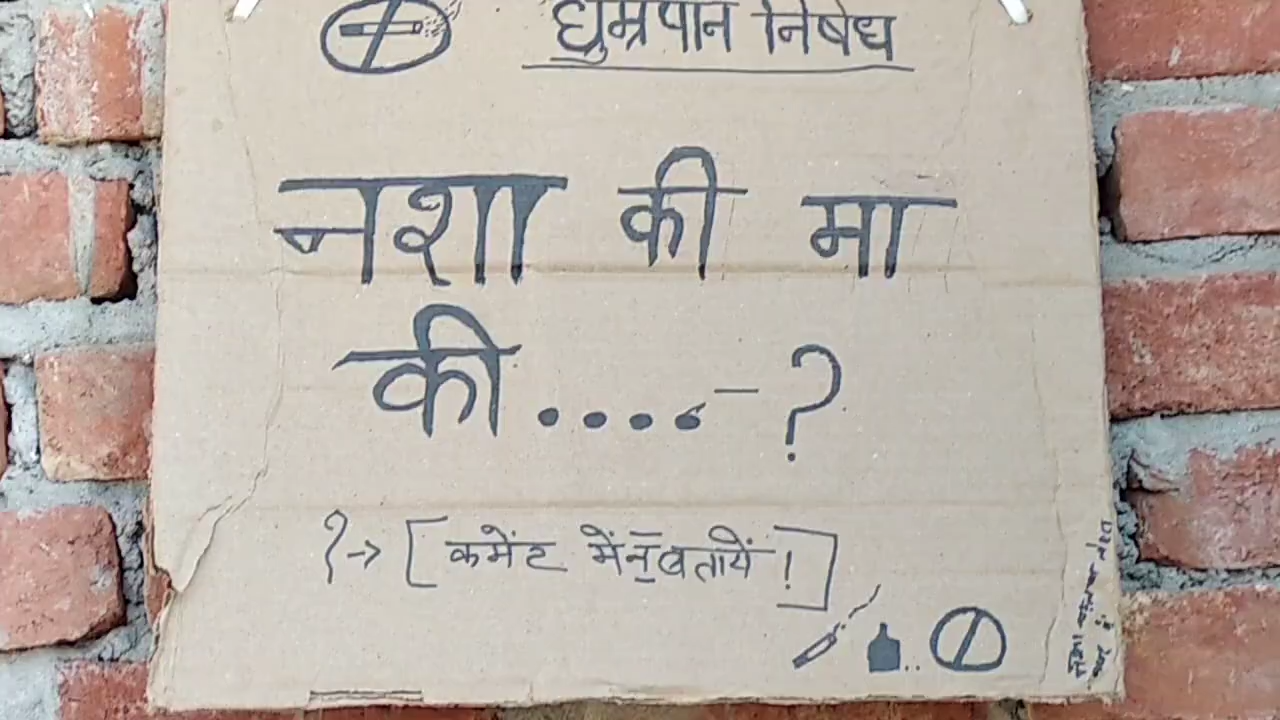 धुम्रपान निषेध
नशा की मा
की....-?
?→ [कमेंट में न बतायें!]